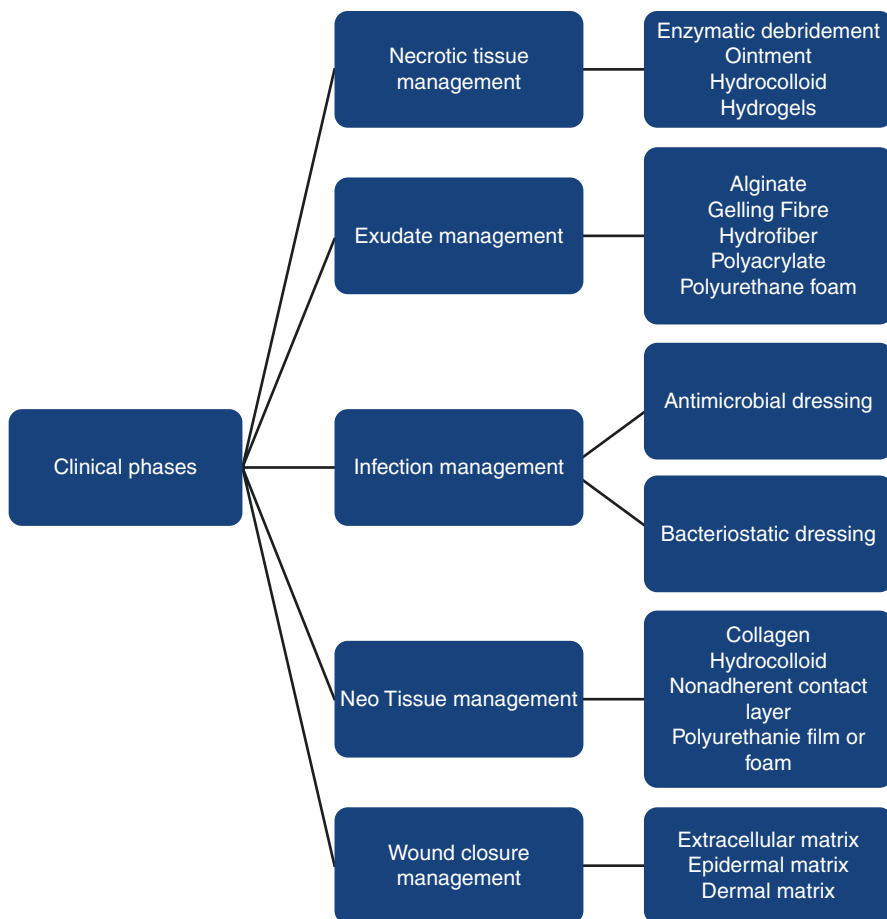 Clinical phases
Necrotic tissue
management
Enzymatic debridement
Ointment
Hydrocolloid
Hydrogels
Exudate management
Alginate
Gelling Fibre
Hydrofiber
Polyacrylate
Polyurethane foam
Infection management
Antimicrobial dressing
Bacteriostatic dressing
Neo Tissue management
Collagen
Hydrocolloid
Nonadherent contact
layer
Polyurethanie film or
foam
Wound closure
management
Extracellular matrix
Epidermal matrix
Dermal matrix